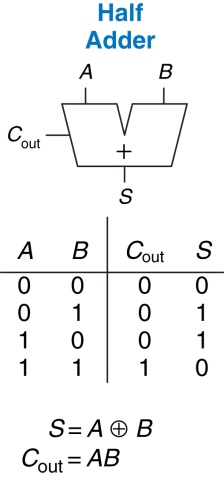 Half
Adder
A B
Cout
+
S
A B Cout S
0 0 0 0
0 1 0 1
1 0 0 1
1 1 1 0
S = A ⊕ B
Cout = AB